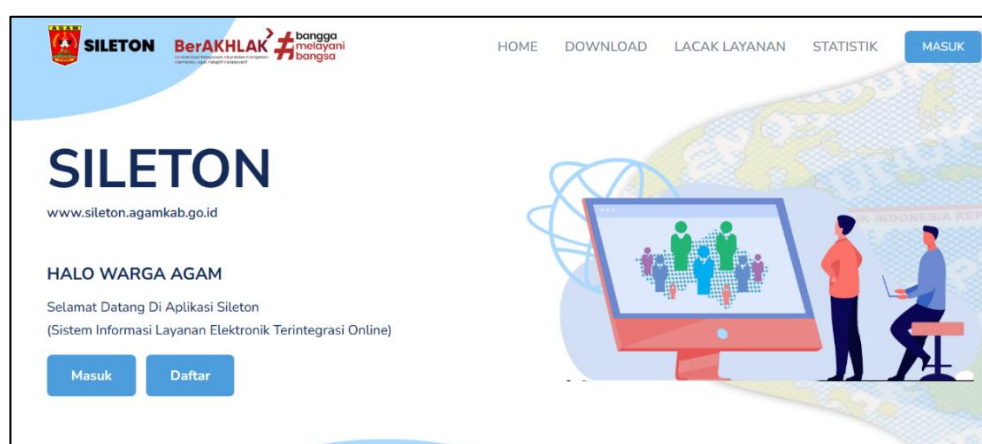 AGAM
SILETON
BerAKHLAK
#bangga
melayani
bangsa
HOME
DOWNLOAD
LACAK LAYANAN
STATISTIK
MASUK
SILETON
www.sileton.agamkab.go.id
HALO WARGA AGAM
Selamat Datang Di Aplikasi Sileton
(Sistem Informasi Layanan Elektronik Terintegrasi Online)
Masuk
Daftar